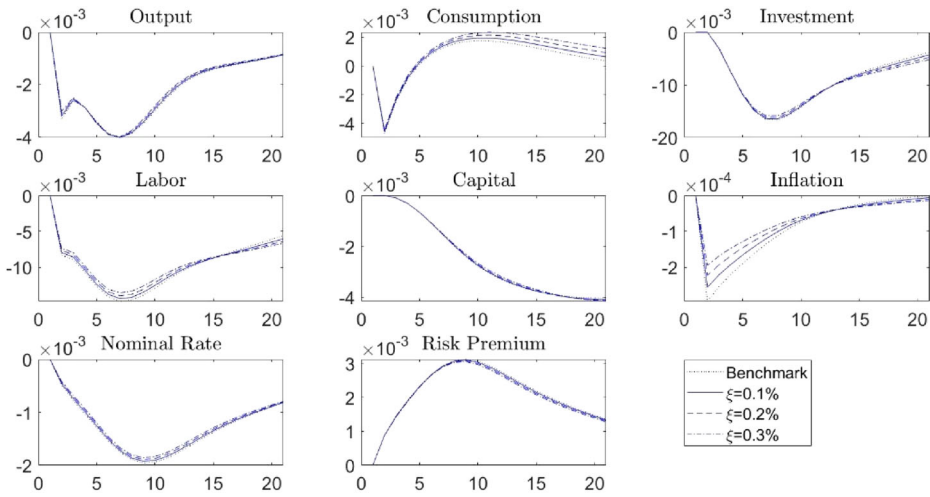 ×10⁻³ Output
0
-2
-4
0 5 10 15 20
×10⁻³ Consumption
2
0
-2
-4
0 5 10 15 20
×10⁻³ Investment
0
-10
-20
0 5 10 15 20
×10⁻³ Labor
0
-5
-10
0 5 10 15 20
×10⁻³ Capital
0
-2
-4
0 5 10 15 20
×10⁻⁴ Inflation
0
-1
-2
0 5 10 15 20
×10⁻³ Nominal Rate
0
-1
-2
0 5 10 15 20
×10⁻³ Risk Premium
3
2
1
0
0 5 10 15 20
Benchmark
ξ=0.1%
ξ=0.2%
ξ=0.3%